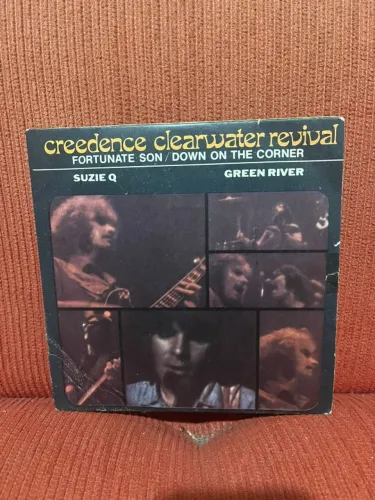 creedence clearwater revival
FORTUNATE SON / DOWN ON THE CORNER
SUZIE Q GREEN RIVER